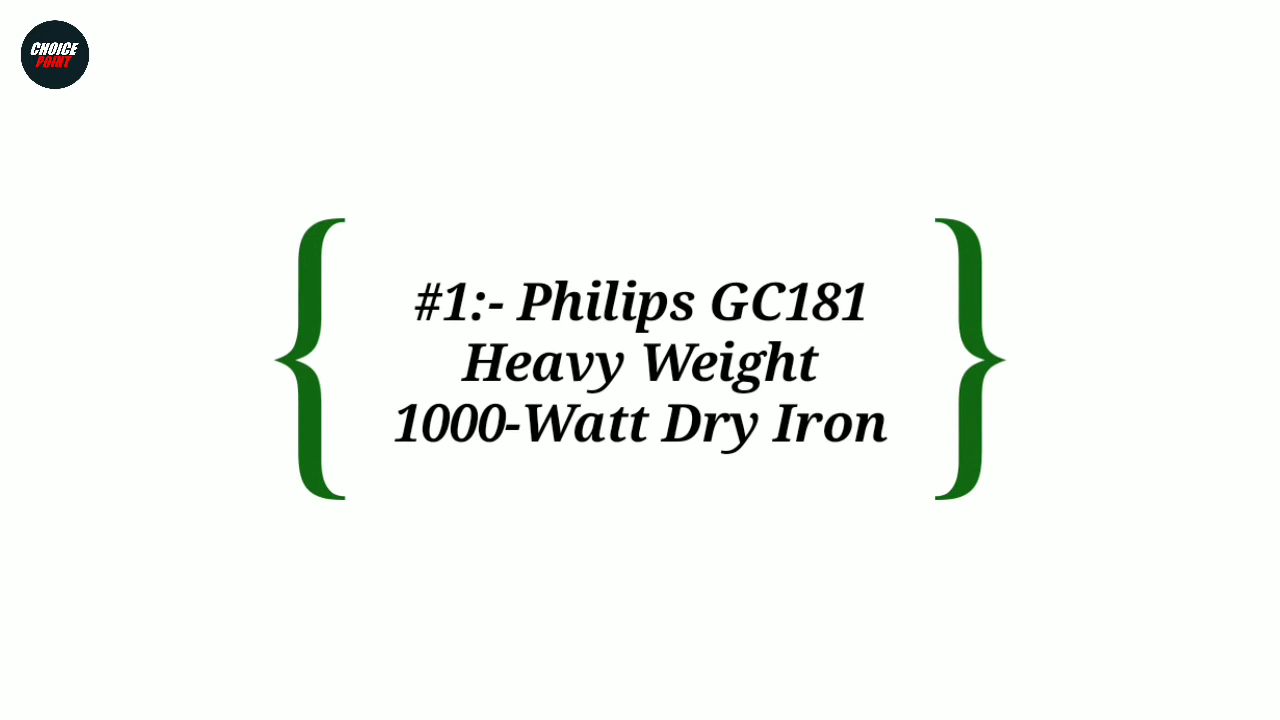 CHOICE
POINT
#1:- Philips GC181
Heavy Weight
1000-Watt Dry Iron